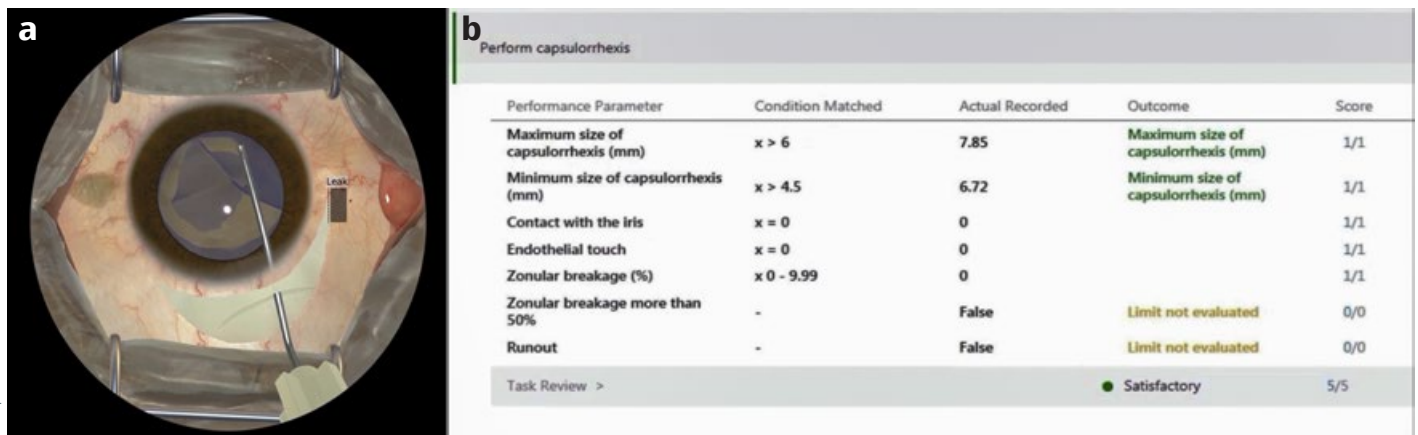 a
Leak
b
Perform capsulorrhexis
Performance Parameter Condition Matched Actual Recorded Outcome Score
Maximum size of
capsulorrhexis (mm) x > 6 7.85 Maximum size of
capsulorrhexis (mm) 1/1
Minimum size of capsulorrhexis
(mm) x > 4.5 6.72 Minimum size of
capsulorrhexis (mm) 1/1
Contact with the iris x = 0 0 1/1
Endothelial touch x = 0 0 1/1
Zonular breakage (%) x 0 - 9.99 0 1/1
Zonular breakage more than
50% - False Limit not evaluated 0/0
Runout - False Limit not evaluated 0/0
Task Review > Satisfactory 5/5